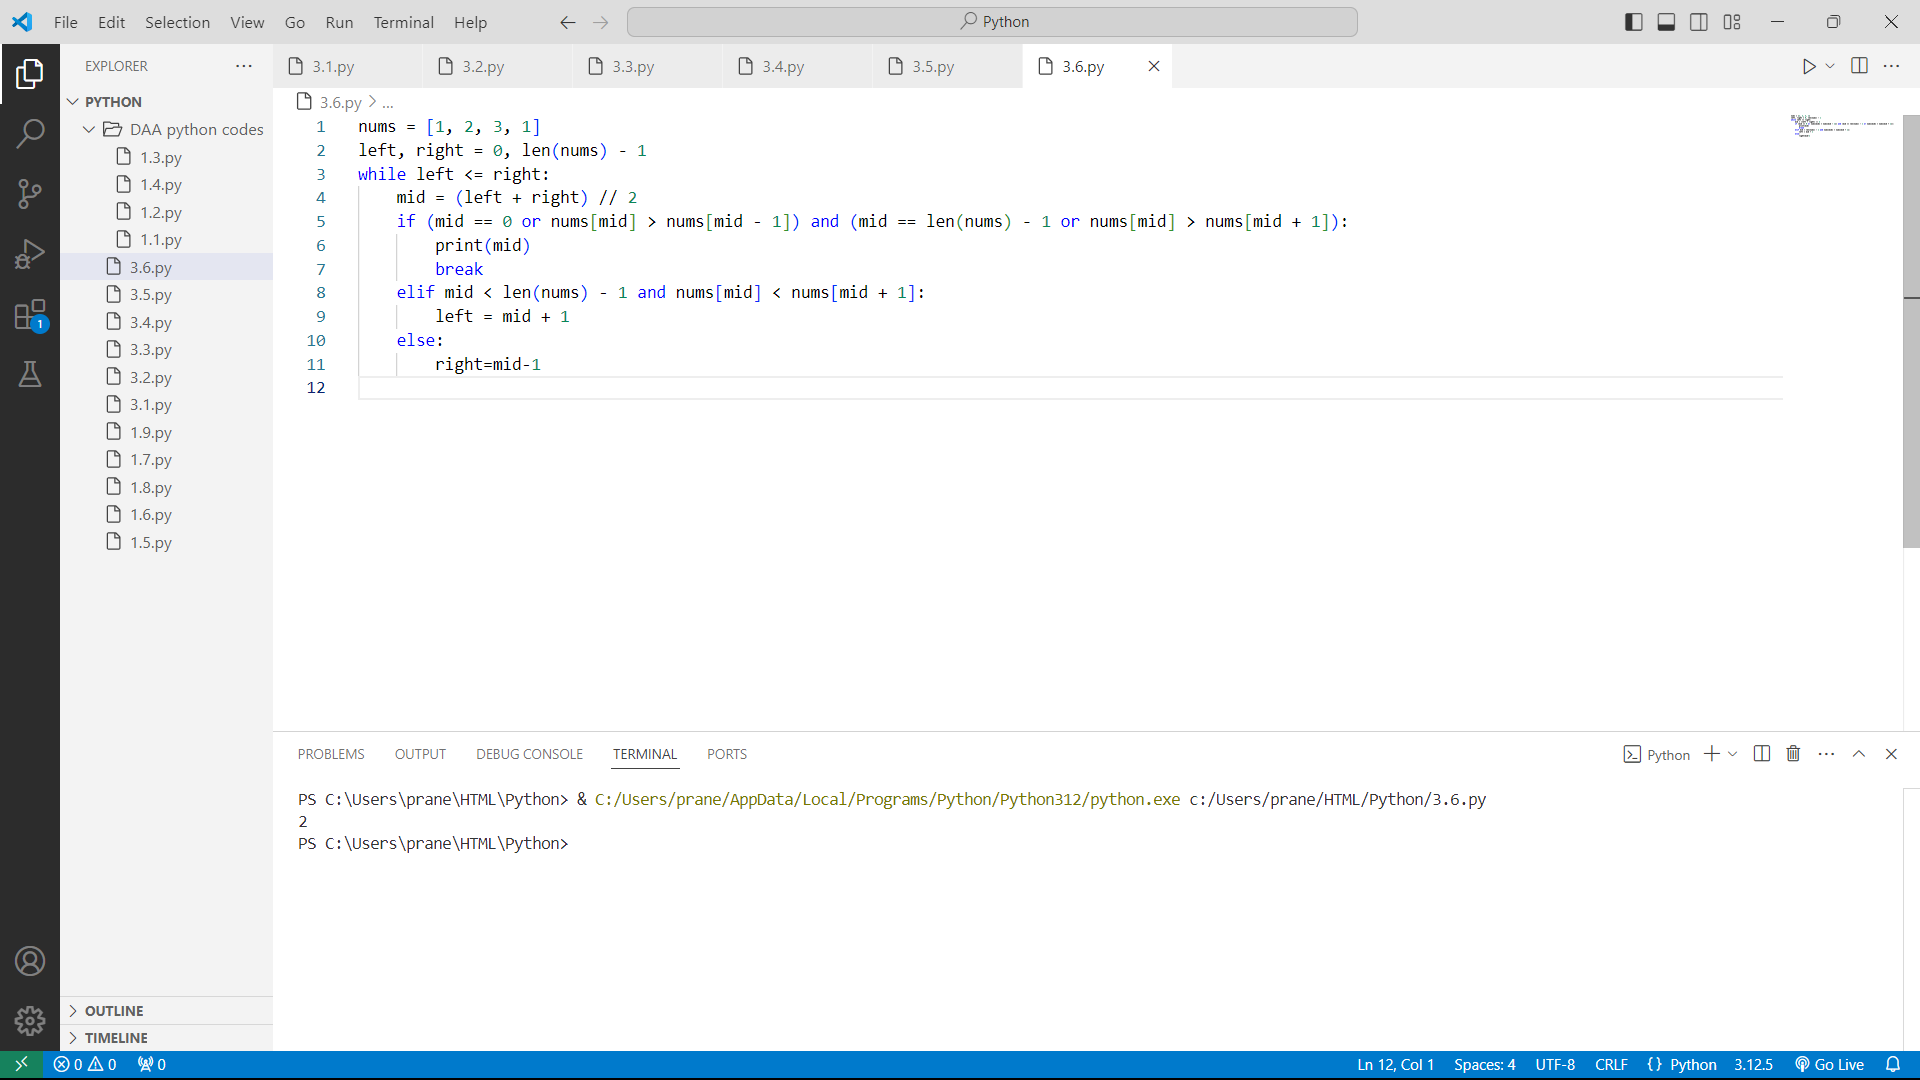 File Edit Selection View Go Run Terminal Help
Python
EXPLORER
PYTHON
DAA python codes
1.3.py
1.4.py
1.2.py
1.1.py
3.6.py
3.5.py
3.4.py
3.3.py
3.2.py
3.1.py
1.9.py
1.7.py
1.8.py
1.6.py
1.5.py
OUTLINE
TIMELINE
1
3.1.py 3.2.py 3.3.py 3.4.py 3.5.py 3.6.py
3.6.py > ...
1 nums = [1, 2, 3, 1]
2 left, right = 0, len(nums) - 1
3 while left <= right:
4     mid = (left + right) // 2
5     if (mid == 0 or nums[mid] > nums[mid - 1]) and (mid == len(nums) - 1 or nums[mid] > nums[mid + 1]):
6         print(mid)
7         break
8     elif mid < len(nums) - 1 and nums[mid] < nums[mid + 1]:
9         left = mid + 1
10     else:
11         right=mid-1
12
PROBLEMS OUTPUT DEBUG CONSOLE TERMINAL PORTS
Python
PS C:\Users\prane\HTML\Python> & C:/Users/prane/AppData/Local/Programs/Python/Python312/python.exe c:/Users/prane/HTML/Python/3.6.py
2
PS C:\Users\prane\HTML\Python>
0 0 0
Ln 12, Col 1 Spaces: 4 UTF-8 CRLF {} Python 3.12.5 Go Live